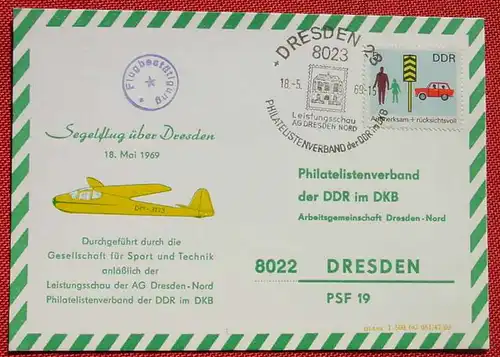 Flugbestätigung
DRESDEN 23
8023
18.-5.
69-15
Leistungsschau
AG DRESDEN NORD
PHILATELISTENVERBAND der DDR im DKB
DDR
Aufmerksam + rücksichtsvoll
Segelflug über Dresden
18. Mai 1969
Durchgeführt durch die
Gesellschaft für Sport und Technik
anläßlich der
Leistungsschau der AG Dresden-Nord
Philatelistenverband der DDR im DKB
Philatelistenverband
der DDR im DKB
Arbeitsgemeinschaft Dresden-Nord
8022 DRESDEN
PSF 19